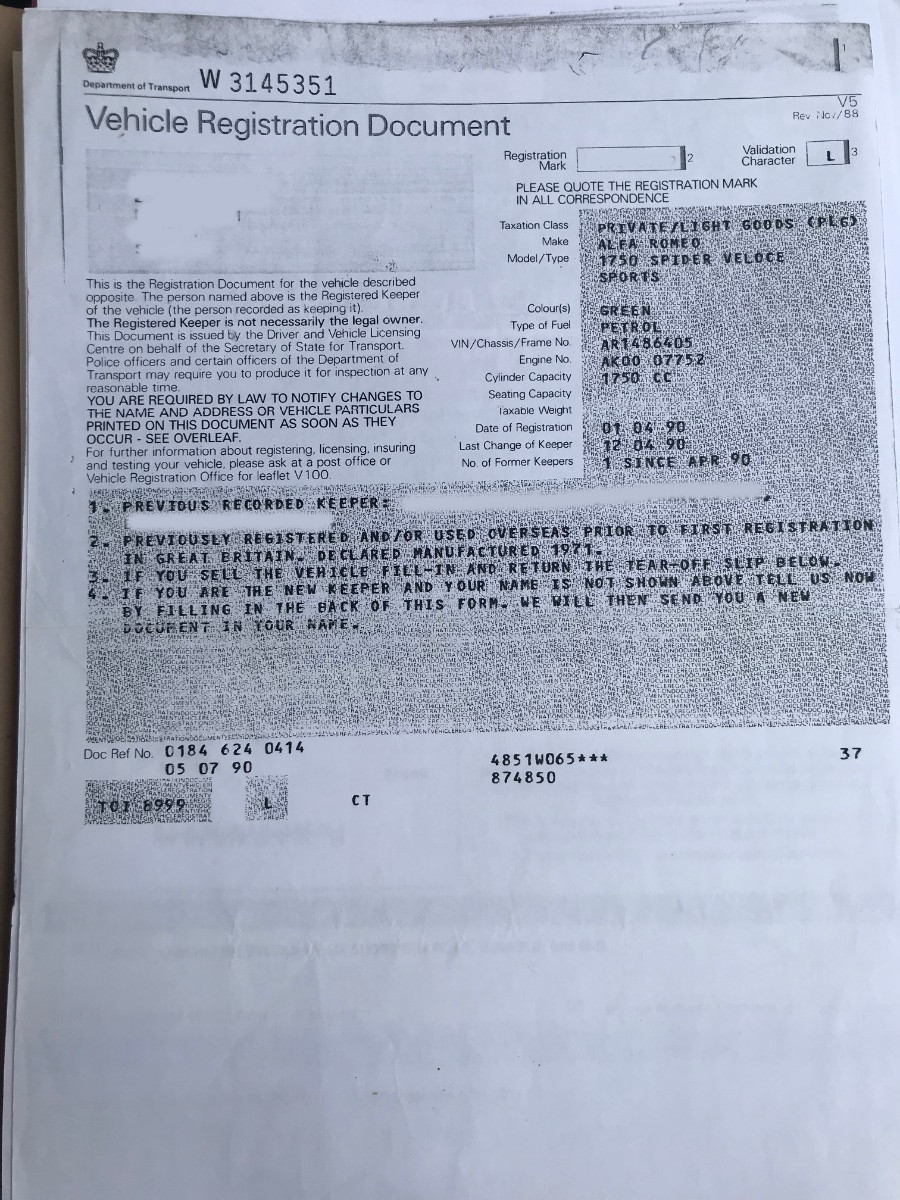 Department of Transport W 3145351
V5
Rev Nov/88
Vehicle Registration Document
Registration Mark 2
Validation Character L 3
PLEASE QUOTE THE REGISTRATION MARK
IN ALL CORRESPONDENCE
Taxation Class PRIVATE/LIGHT GOODS (PLG)
Make ALFA ROMEO
Model/Type 1750 SPIDER VELOCE
SPORTS
Colour(s) GREEN
Type of Fuel PETROL
VIN/Chassis/Frame No. AR1486405
Engine No. AK00 07752
Cylinder Capacity 1750 CC
Seating Capacity
Taxable Weight
Date of Registration 01 04 90
Last Change of Keeper 12 04 90
No. of Former Keepers 1 SINCE APR 90
This is the Registration Document for the vehicle described
opposite. The person named above is the Registered Keeper
of the vehicle (the person recorded as keeping it).
The Registered Keeper is not necessarily the legal owner.
This Document is issued by the Driver and Vehicle Licensing
Centre on behalf of the Secretary of State for Transport.
Police officers and certain officers of the Department of
Transport may require you to produce it for inspection at any
reasonable time.
YOU ARE REQUIRED BY LAW TO NOTIFY CHANGES TO
THE NAME AND ADDRESS OR VEHICLE PARTICULARS
PRINTED ON THIS DOCUMENT AS SOON AS THEY
OCCUR - SEE OVERLEAF.
For further information about registering, licensing, insuring
and testing your vehicle, please ask at a post office or
Vehicle Registration Office for leaflet V100.
1. PREVIOUS RECORDED KEEPER:
2. PREVIOUSLY REGISTERED AND/OR USED OVERSEAS PRIOR TO FIRST REGISTRATION
IN GREAT BRITAIN. DECLARED MANUFACTURED 1971.
3. IF YOU SELL THE VEHICLE FILL-IN AND RETURN THE TEAR-OFF SLIP BELOW.
4. IF YOU ARE THE NEW KEEPER AND YOUR NAME IS NOT SHOWN ABOVE TELL US NOW
BY FILLING IN THE BACK OF THIS FORM. WE WILL THEN SEND YOU A NEW
DOCUMENT IN YOUR NAME.
Doc Ref No. 0184 624 0414
05 07 90
4851W065***
874850
37
TOI 8999 L CT